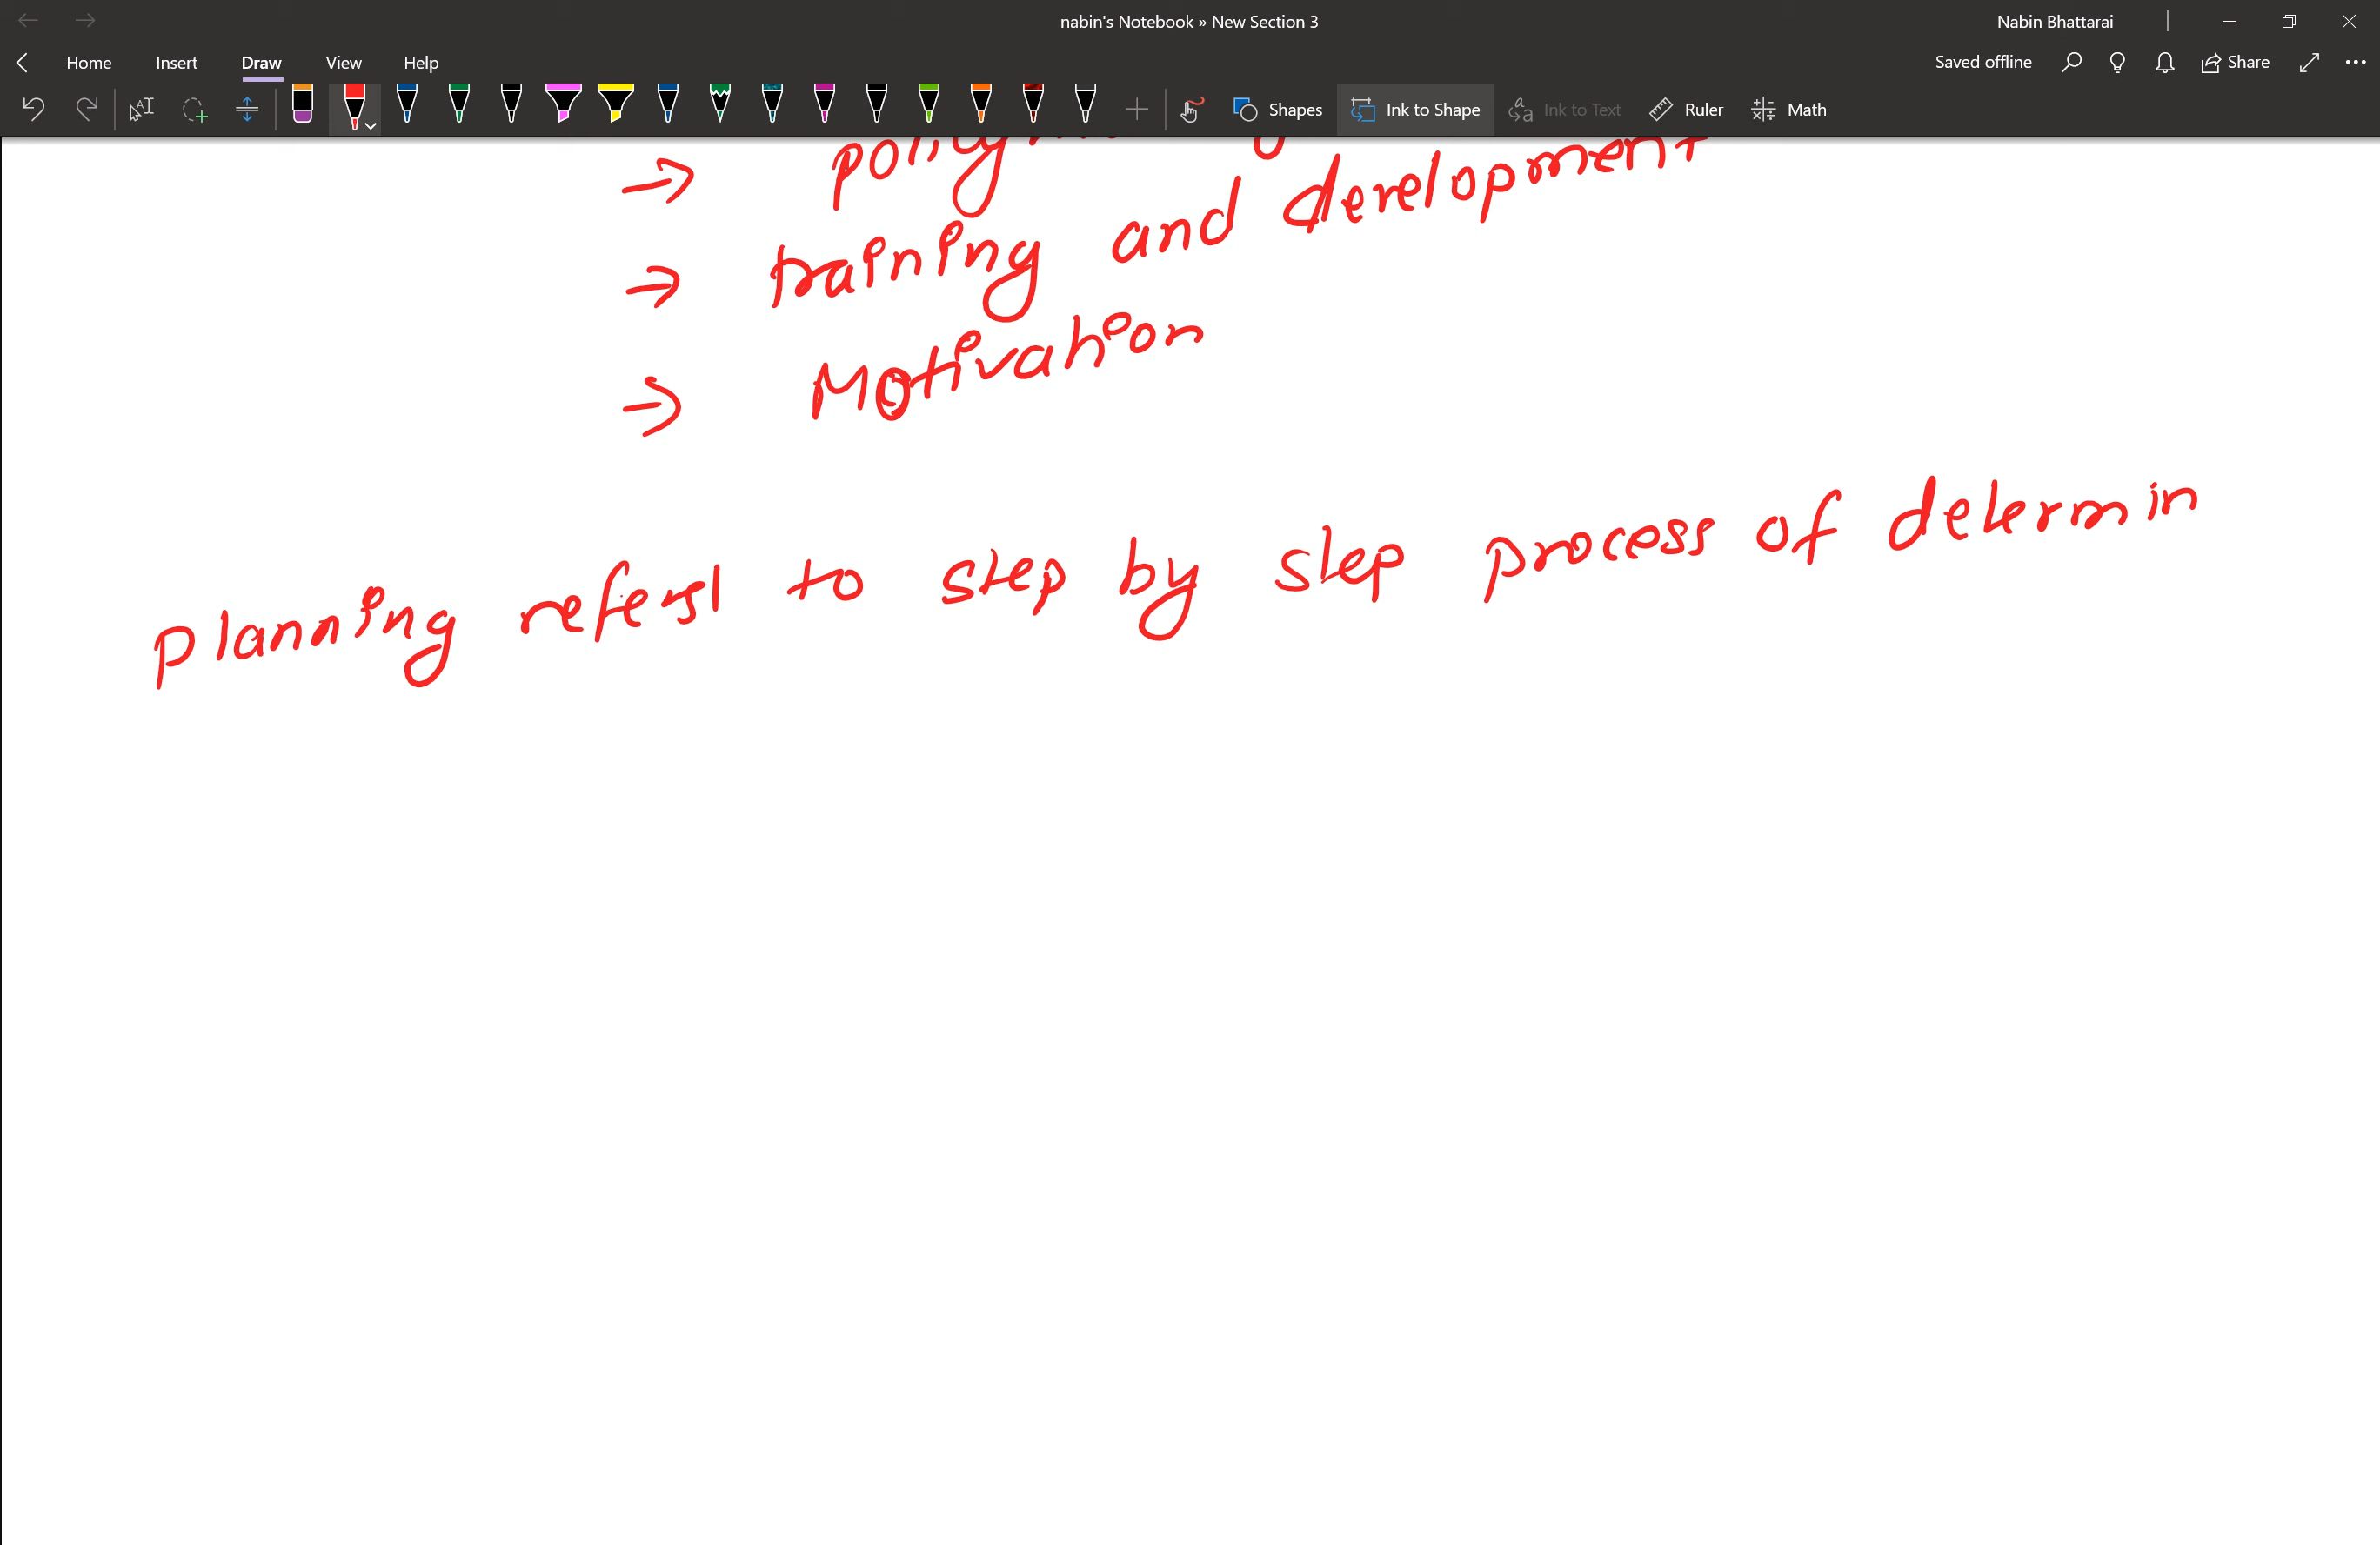 nabin's Notebook » New Section 3
Nabin Bhattarai
Home Insert Draw View Help
Saved offline
Share
Shapes
Ink to Shape
Ink to Text
Ruler
Math
→
→ training and development
→ Motivation
planning refers to step by step process of determin